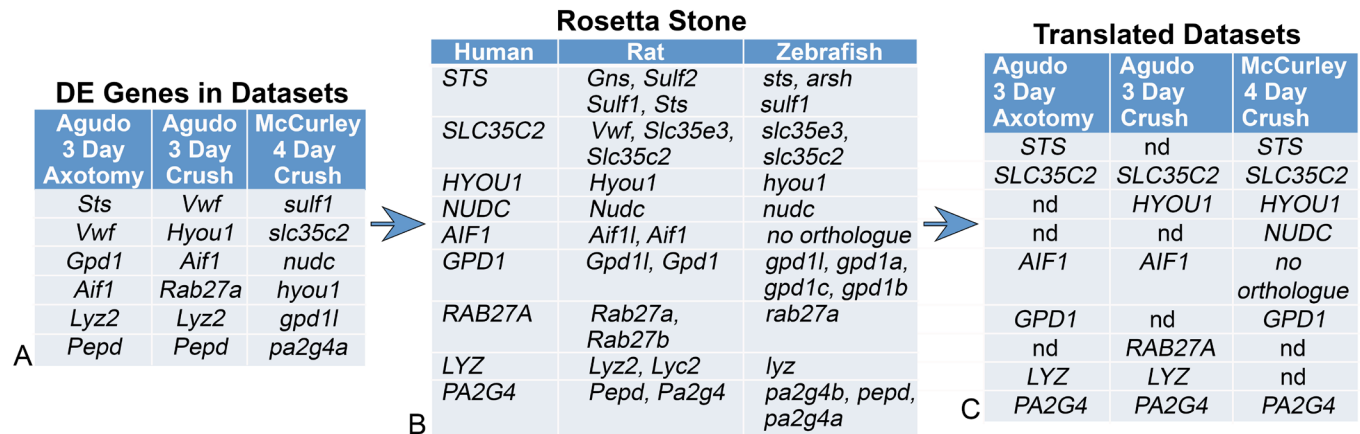 DE Genes in Datasets
Agudo 3 Day Axotomy | Agudo 3 Day Crush | McCurley 4 Day Crush
Sts | Vwf | sulf1
Vwf | Hyou1 | slc35c2
Gpd1 | Aif1 | nudc
Aif1 | Rab27a | hyou1
Lyz2 | Lyz2 | gpd1l
Pepd | Pepd | pa2g4a
A
Rosetta Stone
Human | Rat | Zebrafish
STS | Gns, Sulf2 Sulf1, Sts | sts, arsh sulf1
SLC35C2 | Vwf, Slc35e3, Slc35c2 | slc35e3, slc35c2
HYOU1 | Hyou1 | hyou1
NUDC | Nudc | nudc
AIF1 | Aif1l, Aif1 | no orthologue
GPD1 | Gpd1l, Gpd1 | gpd1l, gpd1a, gpd1c, gpd1b
RAB27A | Rab27a, Rab27b | rab27a
LYZ | Lyz2, Lyc2 | lyz
PA2G4 | Pepd, Pa2g4 | pa2g4b, pepd, pa2g4a
B
Translated Datasets
Agudo 3 Day Axotomy | Agudo 3 Day Crush | McCurley 4 Day Crush
STS | nd | STS
SLC35C2 | SLC35C2 | SLC35C2
nd | HYOU1 | HYOU1
nd | nd | NUDC
AIF1 | AIF1 | no orthologue
GPD1 | nd | GPD1
nd | RAB27A | nd
LYZ | LYZ | nd
PA2G4 | PA2G4 | PA2G4
C